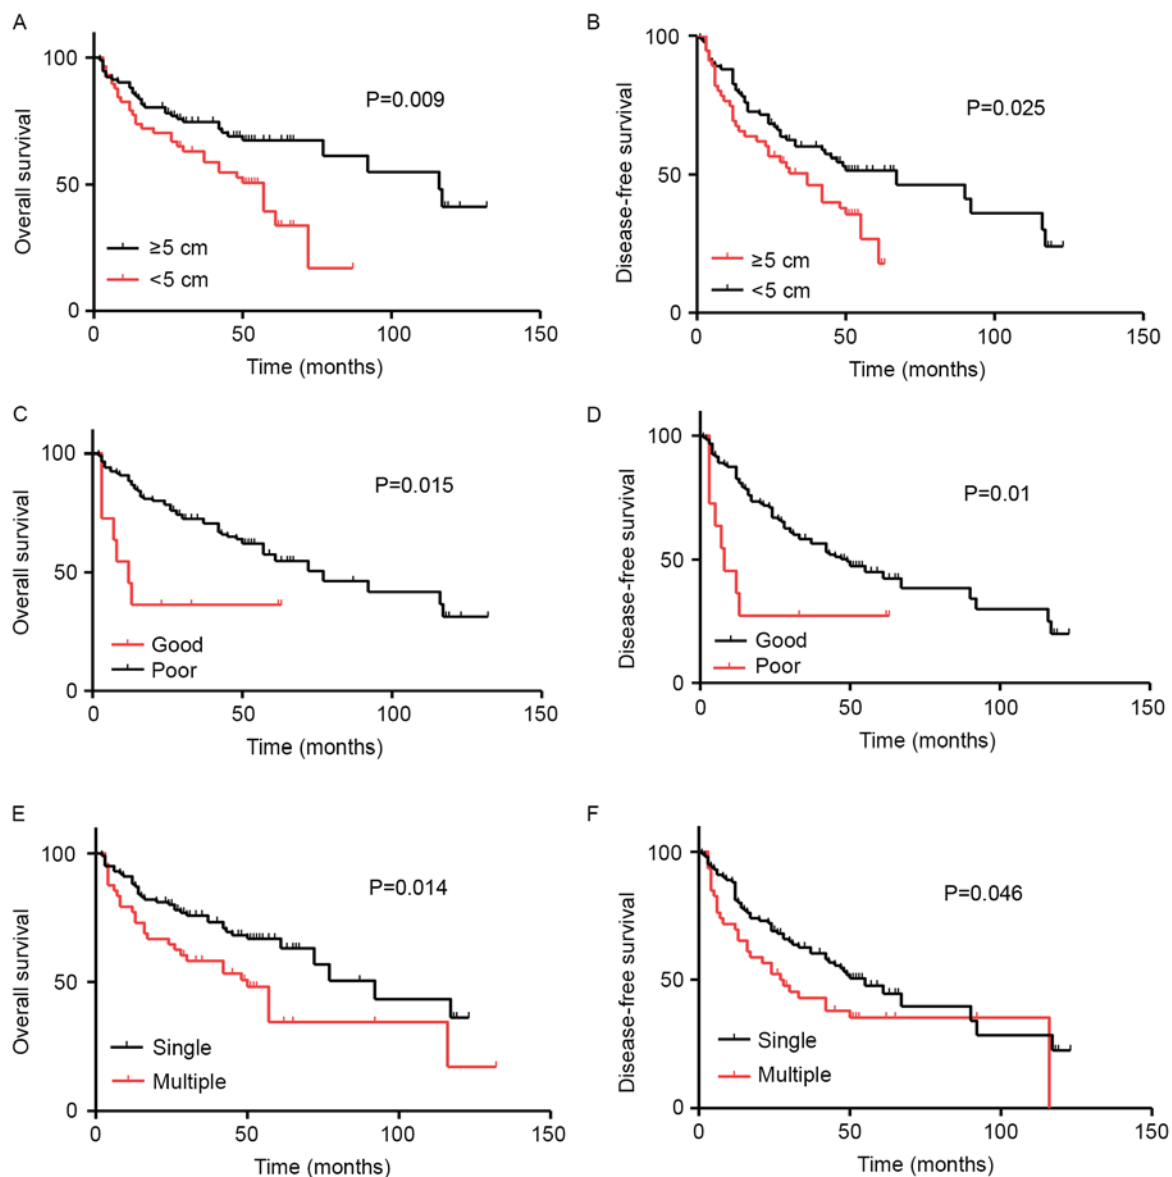 A
Overall survival
100
50
0
P=0.009
≥5 cm
<5 cm
0 50 100 150
Time (months)
B
Disease-free survival
100
50
0
P=0.025
≥5 cm
<5 cm
0 50 100 150
Time (months)
C
Overall survival
100
50
0
P=0.015
Good
Poor
0 50 100 150
Time (months)
D
Disease-free survival
100
50
0
P=0.01
Good
Poor
0 50 100 150
Time (months)
E
Overall survival
100
50
0
P=0.014
Single
Multiple
0 50 100 150
Time (months)
F
Disease-free survival
100
50
0
P=0.046
Single
Multiple
0 50 100 150
Time (months)